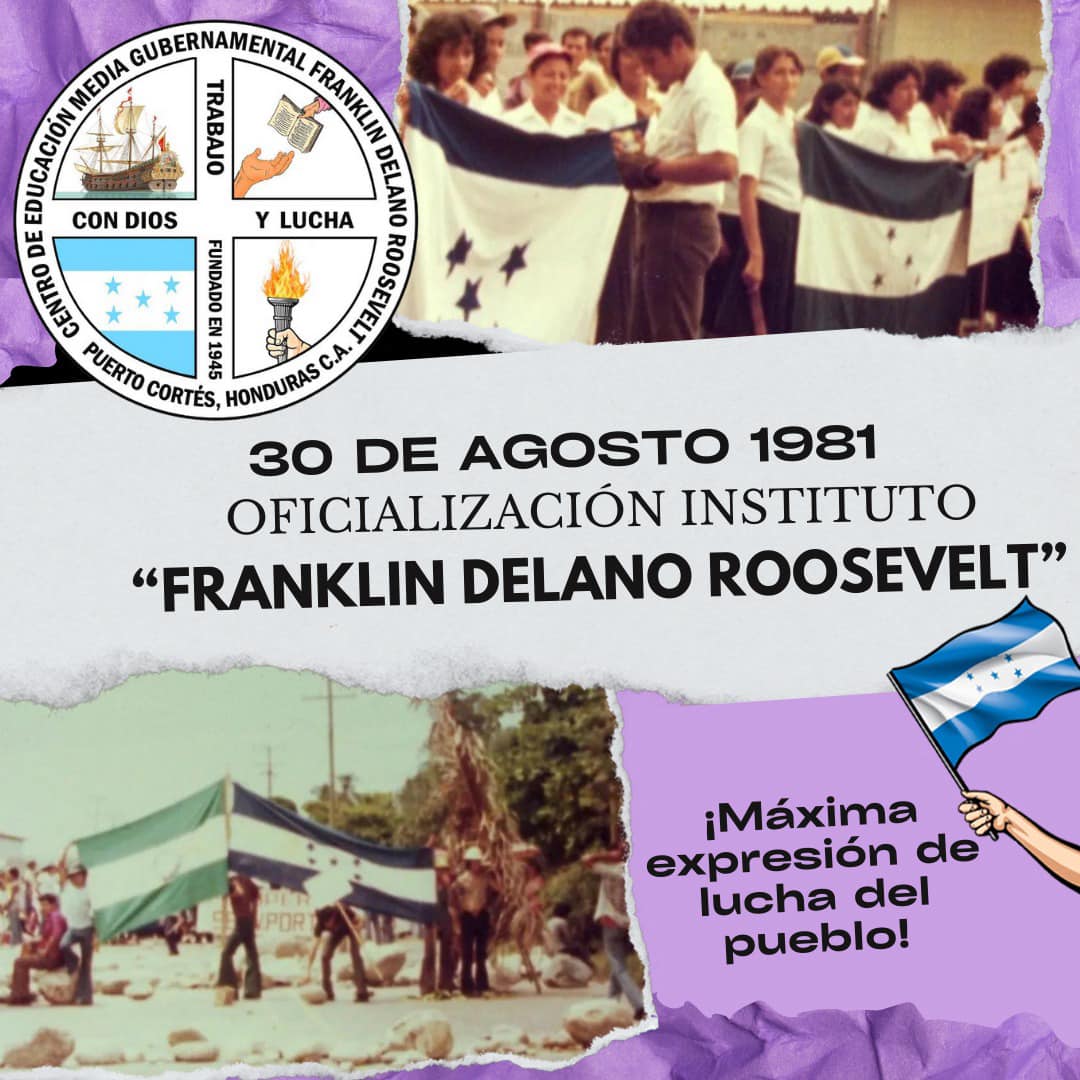 CENTRO DE EDUCACIÓN MEDIA GUBERNAMENTAL FRANKLIN DELANO ROOSEVELT
TRABAJO
CON DIOS
Y LUCHA
FUNDADO EN 1945
PUERTO CORTÉS, HONDURAS C.A.
30 DE AGOSTO 1981
OFICIALIZACIÓN INSTITUTO
“FRANKLIN DELANO ROOSEVELT”
¡Máxima
expresión de
lucha del
pueblo!